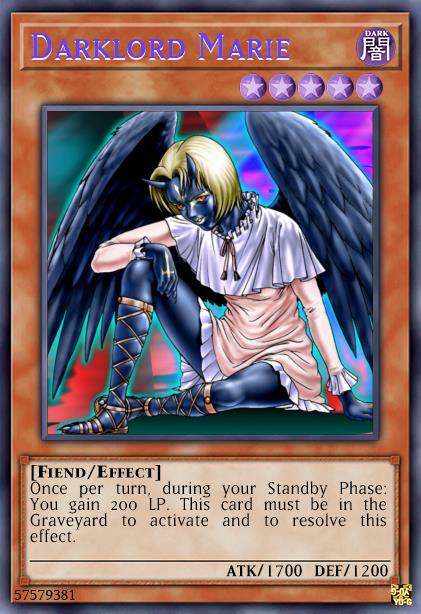 Darklord Marie
DARK
闇
[Fiend/Effect]
Once per turn, during your Standby Phase:
You gain 200 LP. This card must be in the
Graveyard to activate and to resolve this
effect.
ATK/1700 DEF/1200
57579381